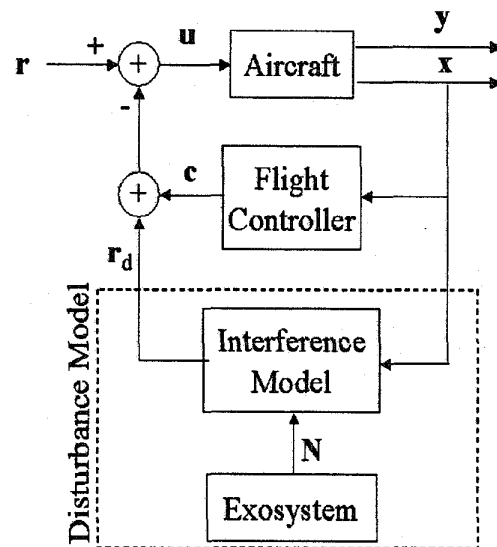 y
u
+
r
+
Aircraft
x
-
c
+
Flight
Controller
r_d
Disturbance Model
Interference
Model
N
Exosystem